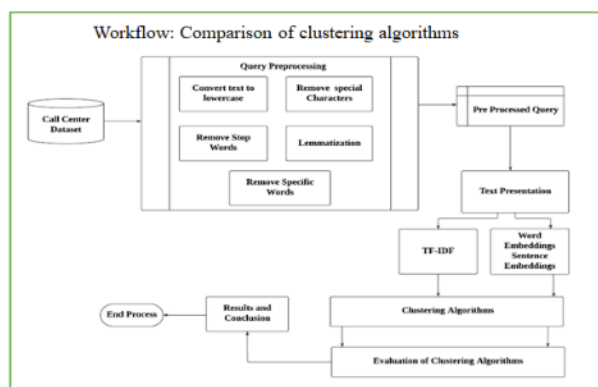 Workflow: Comparison of clustering algorithms
Query Preprocessing
Convert text to
lowercase
Remove special
Characters
Call Center
Dataset
Pre Processed Query
Remove Stop
Words
Lemmatization
Remove Specific
Words
Text Presentation
TF-IDF
Word
Embeddings
Sentence
Embeddings
Clustering Algorithms
End Process
Results and
Conclusion
Evaluation of Clustering Algorithms